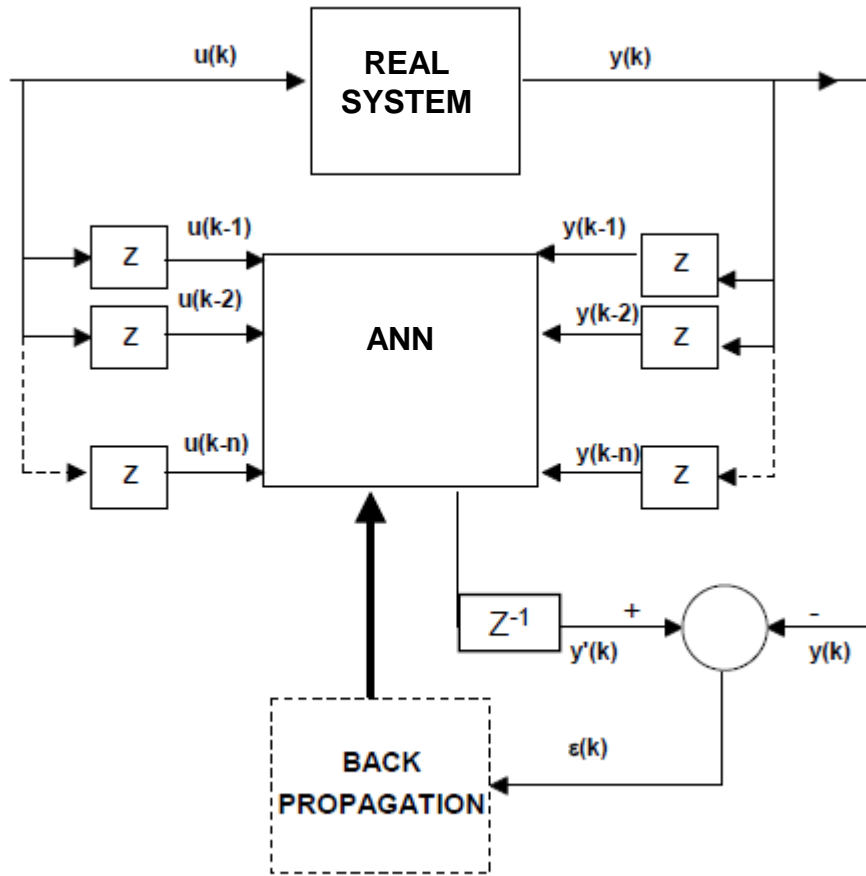 u(k)
REAL
SYSTEM
y(k)
u(k-1)
y(k-1)
Z
Z
u(k-2)
y(k-2)
Z
ANN
Z
u(k-n)
y(k-n)
Z
Z
Z-1
+
-
y'(k)
y(k)
ε(k)
BACK
PROPAGATION